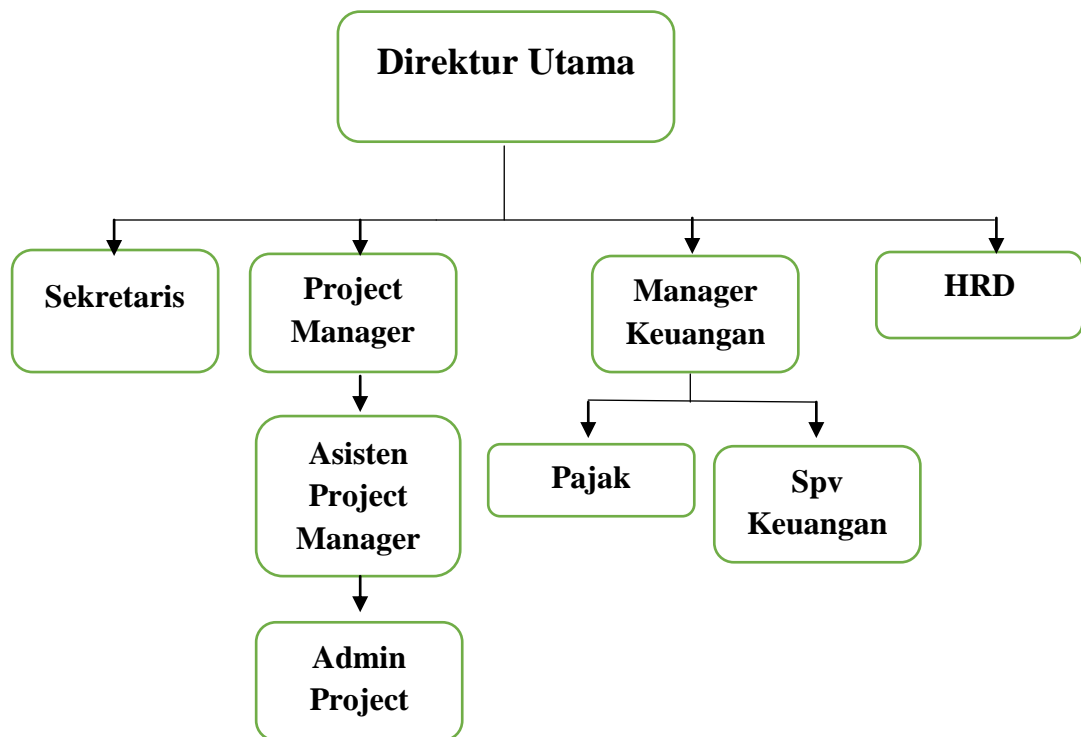 Direktur Utama
Sekretaris
Project
Manager
Manager
Keuangan
HRD
Asisten
Project
Manager
Pajak
Spv
Keuangan
Admin
Project